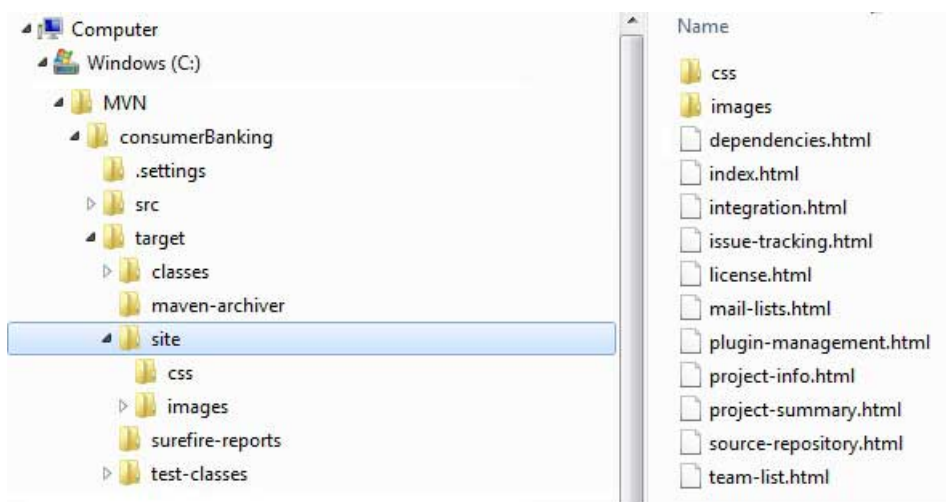 Computer
Windows (C:)
MVN
consumerBanking
.settings
src
target
classes
maven-archiver
site
css
images
surefire-reports
test-classes
Name
css
images
dependencies.html
index.html
integration.html
issue-tracking.html
license.html
mail-lists.html
plugin-management.html
project-info.html
project-summary.html
source-repository.html
team-list.html